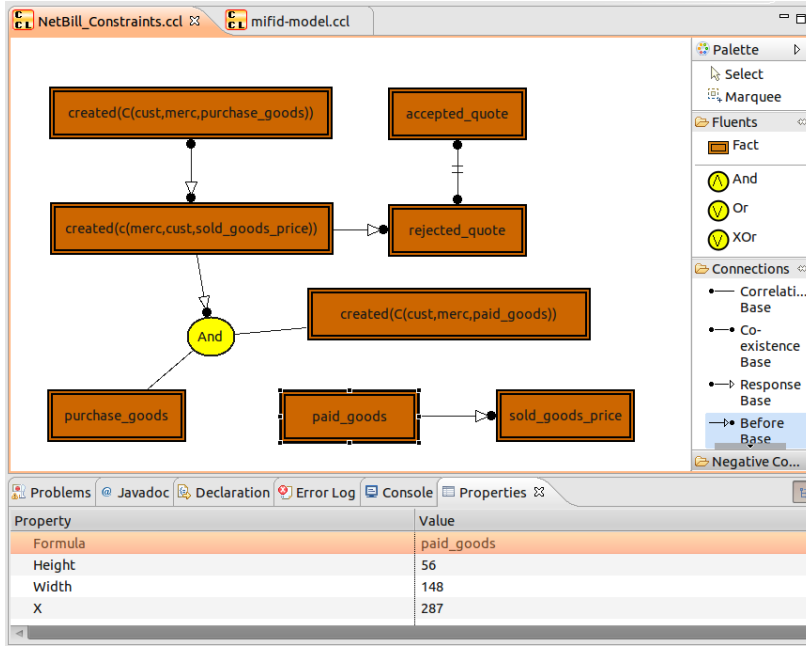 NetBill_Constraints.ccl
mifid-model.ccl
created(C(cust,merc,purchase_goods))
accepted_quote
created(c(merc,cust,sold_goods_price))
rejected_quote
created(C(cust,merc,paid_goods))
And
purchase_goods
paid_goods
sold_goods_price
Palette
Select
Marquee
Fluents
Fact
And
Or
XOr
Connections
Correlati...
Base
Co-
existence
Base
Response
Base
Before
Base
Negative Co...
Problems
Javadoc
Declaration
Error Log
Console
Properties
Property Value
Formula paid_goods
Height 56
Width 148
X 287